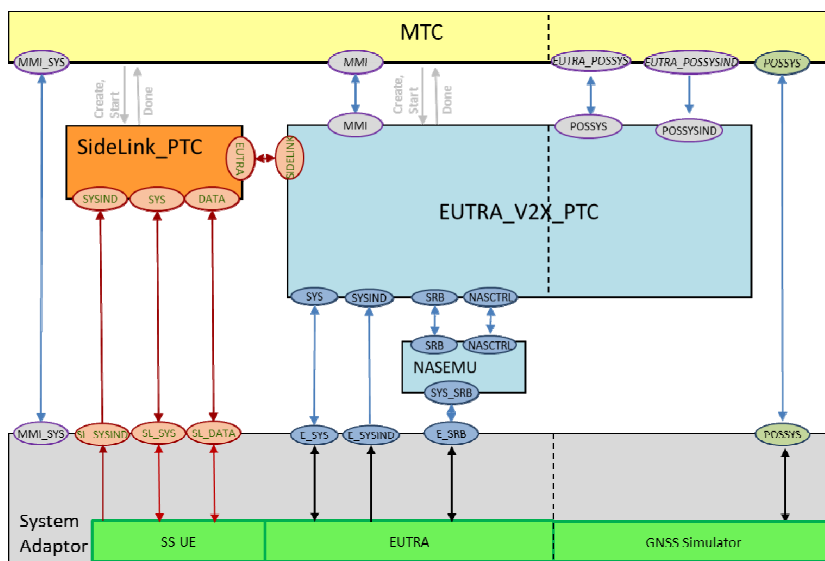 MTC
MMI_SYS
MMI
EUTRA_POSSYS
EUTRA_POSSYSIND
POSSYS
Create,
Start
Done
Create,
Start
Done
SideLink_PTC
EUTRA
SIDELINK
MMI
POSSYS
POSSYSIND
SYSIND
SYS
DATA
EUTRA_V2X_PTC
SYS
SYSIND
SRB
NASCTRL
SRB
NASCTRL
NASEMU
SYS_SRB
MMI_SYS
SL_SYSIND
SL_SYS
SL_DATA
E_SYS
E_SYSIND
E_SRB
POSSYS
System
Adaptor
SS UE
EUTRA
GNSS Simulator